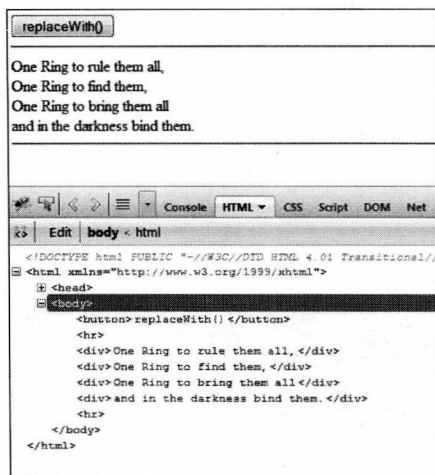 replaceWith()
One Ring to rule them all,
One Ring to find them,
One Ring to bring them all
and in the darkness bind them.
Console HTML CSS Script DOM Net
Edit body < html
<!DOCTYPE html PUBLIC "-//W3C//DTD HTML 4.01 Transitional//
<html xmlns="http://www.w3.org/1999/xhtml">
<head>
<body>
<button>replaceWith()</button>
<hr>
<div>One Ring to rule them all,</div>
<div>One Ring to find them,</div>
<div>One Ring to bring them all</div>
<div>and in the darkness bind them.</div>
<hr>
</body>
</html>